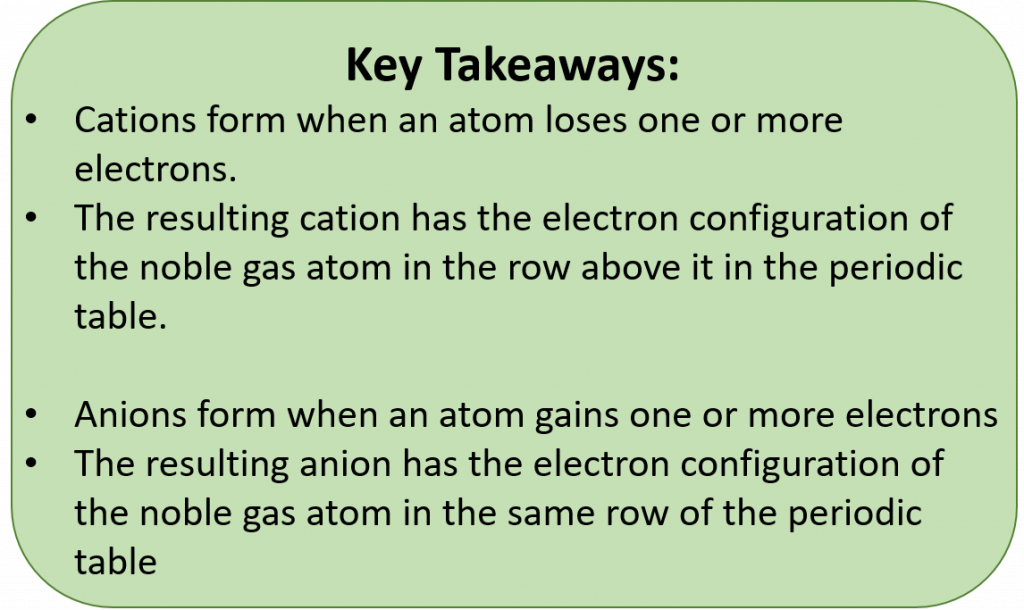 Key Takeaways:
• Cations form when an atom loses one or more
electrons.
• The resulting cation has the electron configuration of
the noble gas atom in the row above it in the periodic
table.
• Anions form when an atom gains one or more electrons
• The resulting anion has the electron configuration of
the noble gas atom in the same row of the periodic
table